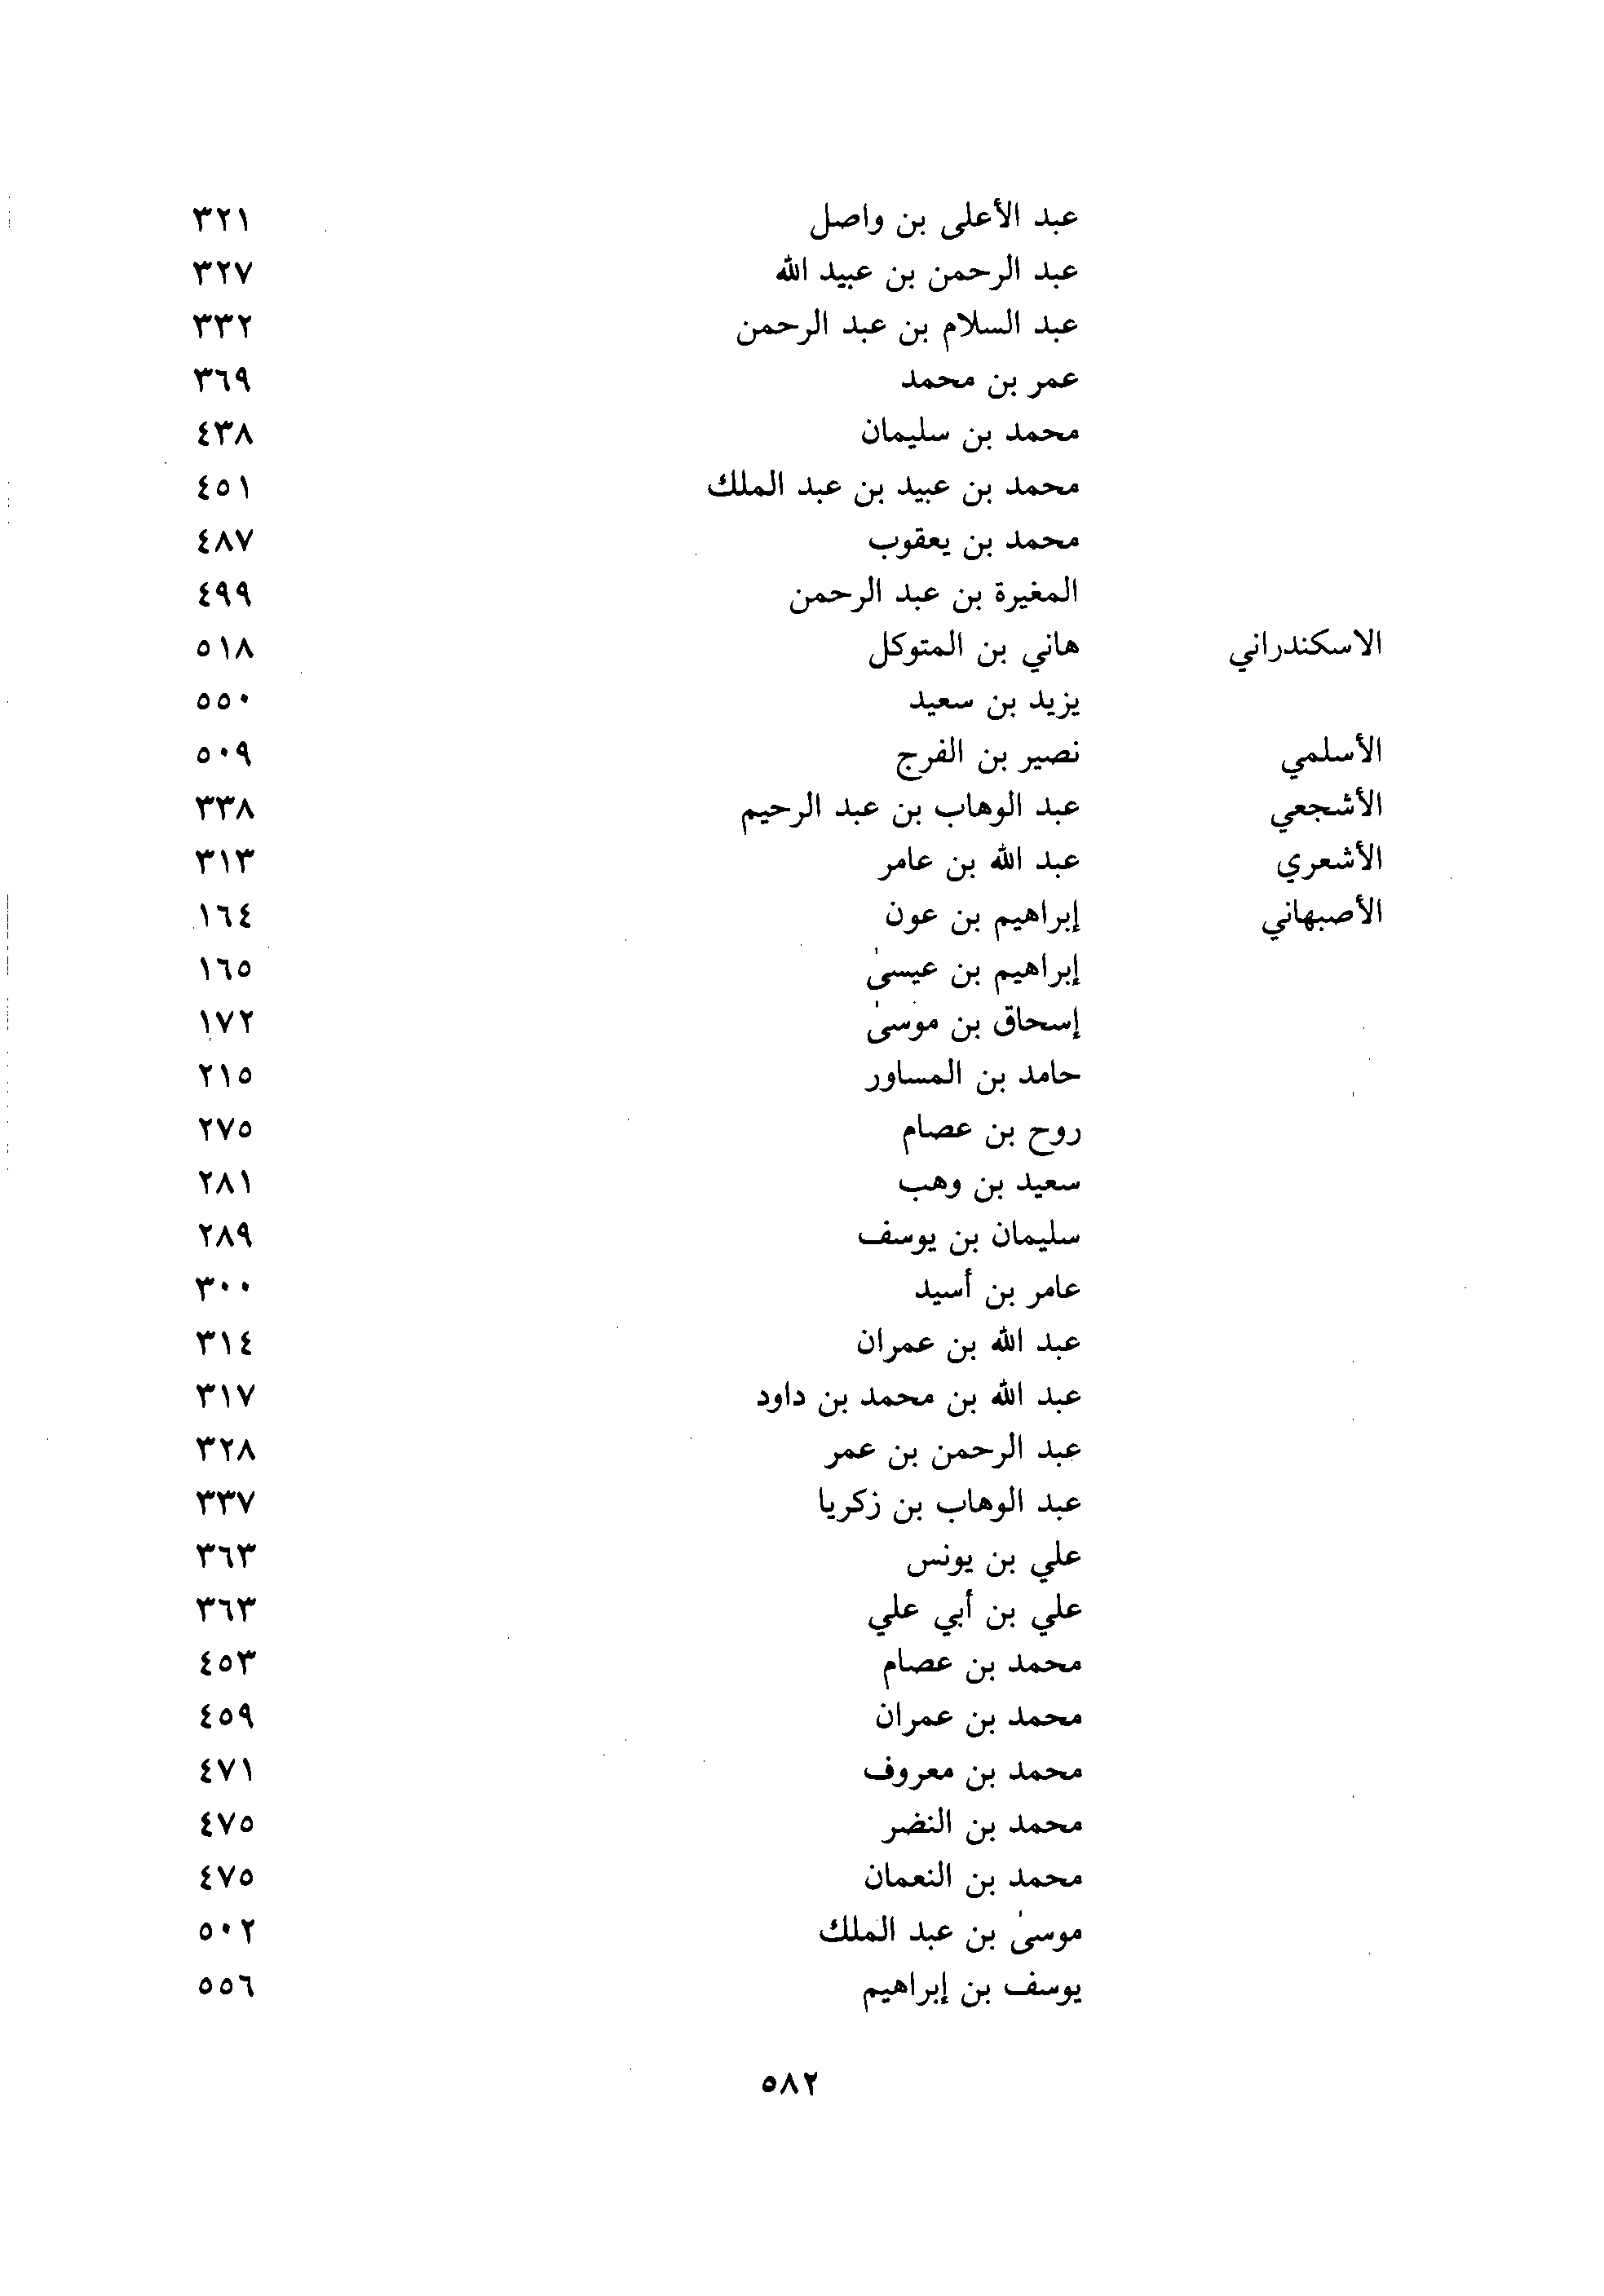 عبد الأعلى بن واصل ٣٢١
عبد الرحمن بن عبيد الله ٣٢٧
عبد السلام بن عبد الرحمن ٣٣٢
عمر بن محمد ٣٦٩
محمد بن سليمان ٤٣٨
محمد بن عبيد بن عبد الملك ٤٥١
محمد بن يعقوب ٤٨٧
المغيرة بن عبد الرحمن ٤٩٩
الاسكندراني هاني بن المتوكل ٥١٨
يزيد بن سعيد ٥٥٠
الأسلمي نصير بن الفرج ٥٠٩
الأشجعي عبد الوهاب بن عبد الرحيم ٣٣٨
الأشعري عبد الله بن عامر ٣١٣
الأصبهاني إبراهيم بن عون ١٦٤
إبراهيم بن عيسىٰ ١٦٥
إسحاق بن موسىٰ ١٧٢
حامد بن المساور ٢١٥
روح بن عصام ٢٧٥
سعيد بن وهب ٢٨١
سليمان بن يوسف ٢٨٩
عامر بن أسيد ٣٠٠
عبد الله بن عمران ٣١٤
عبد الله بن محمد بن داود ٣١٧
عبد الرحمن بن عمر ٣٢٨
عبد الوهاب بن زكريا ٣٣٧
علي بن يونس ٣٦٣
علي بن أبي علي ٣٦٣
محمد بن عصام ٤٥٣
محمد بن عمران ٤٥٩
محمد بن معروف ٤٧١
محمد بن النضر ٤٧٥
محمد بن النعمان ٤٧٥
موسىٰ بن عبد الملك ٥٠٢
يوسف بن إبراهيم ٥٥٦
٥٨٢